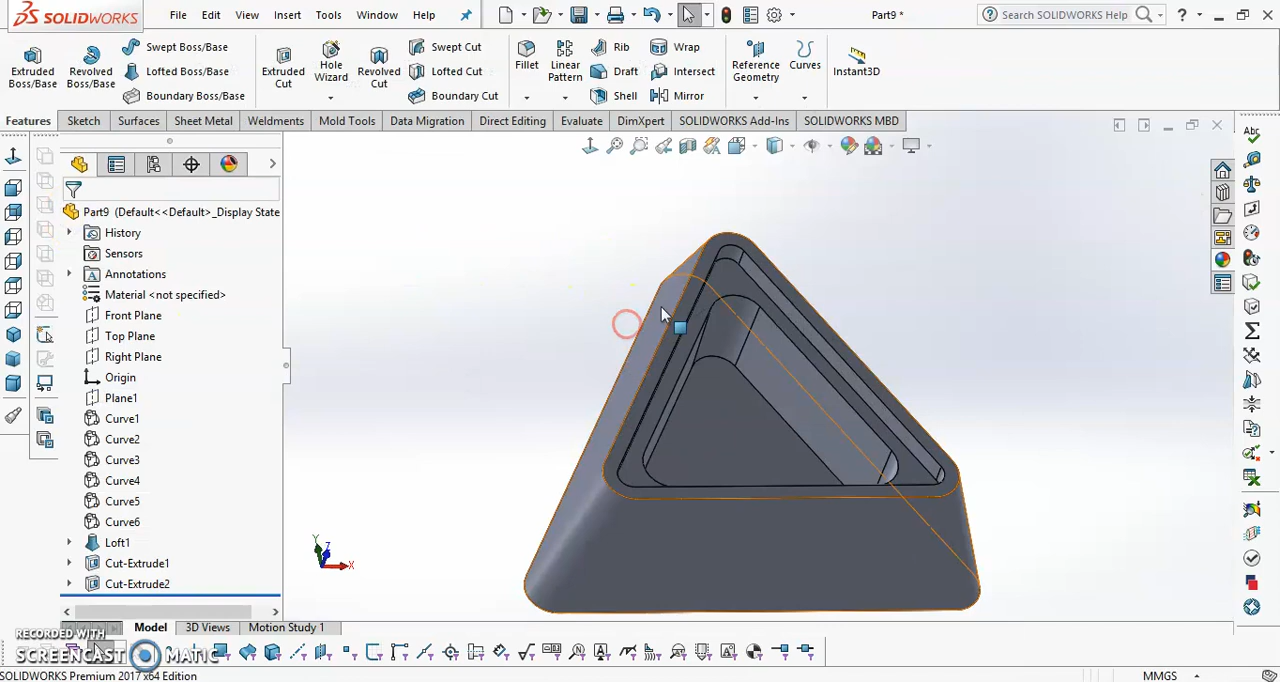 SOLIDWORKS
File Edit View Insert Tools Window Help
Part9 *
Search SOLIDWORKS Help
?
Extruded Boss/Base
Revolved Boss/Base
Swept Boss/Base
Lofted Boss/Base
Boundary Boss/Base
Extruded Cut
Hole Wizard
Revolved Cut
Swept Cut
Lofted Cut
Boundary Cut
Fillet
Linear Pattern
Rib
Draft
Shell
Wrap
Intersect
Mirror
Reference Geometry
Curves
Instant3D
Features Sketch Surfaces Sheet Metal Weldments Mold Tools Data Migration Direct Editing Evaluate DimXpert SOLIDWORKS Add-Ins SOLIDWORKS MBD
Part9 (Default<<Default>_Display State
History
Sensors
Annotations
Material <not specified>
Front Plane
Top Plane
Right Plane
Origin
Plane1
Curve1
Curve2
Curve3
Curve4
Curve5
Curve6
Loft1
Cut-Extrude1
Cut-Extrude2
Y
Z
X
Abc
Model 3D Views Motion Study 1
RECORDED WITH
SCREENCAST MATIC
SOLIDWORKS Premium 2017 x64 Edition
MMGS